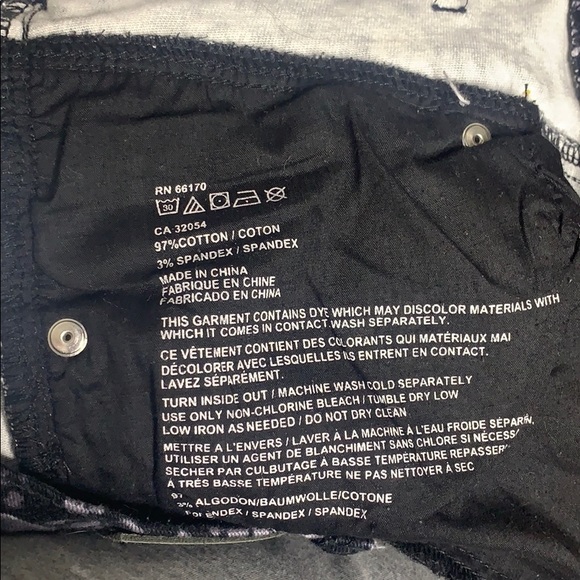 RN 66170
30
CA 32054
97%COTTON / COTON
3% SPANDEX / SPANDEX
MADE IN CHINA
FABRIQUE EN CHINE
FABRICADO EN CHINA
THIS GARMENT CONTAINS DYE WHICH MAY DISCOLOR MATERIALS WITH
WHICH IT COMES IN CONTACT WASH SEPARATELY.
CE VÊTEMENT CONTIENT DES COLORANTS QUI MATÉRIAUX MAI
DÉCOLORER AVEC LESQUELLES ENTRENT EN CONTACT.
LAVEZ SÉPARÉMENT.
TURN INSIDE OUT / MACHINE WASH COLD SEPARATELY
USE ONLY NON-CHLORINE BLEACH / TUMBLE DRY LOW
LOW IRON AS NEEDED / DO NOT DRY CLEAN
METTRE A L'ENVERS / LAVER À LA MACHINE À L'EAU FROIDE SÉPARÍN,
UTILISER UN AGENT DE BLANCHIMENT SANS CHLORE SI NÉCESSA
SECHER PAR CULBUTAGE À BASSE TEMPÉRATURE REPASSER
À TRÉS BASSE TEMPÉRATURE NE PAS NETTOYER À SEC
ALGODON/BAUMWOLLE/COTONE
/ SPANDEX / SPANDEX